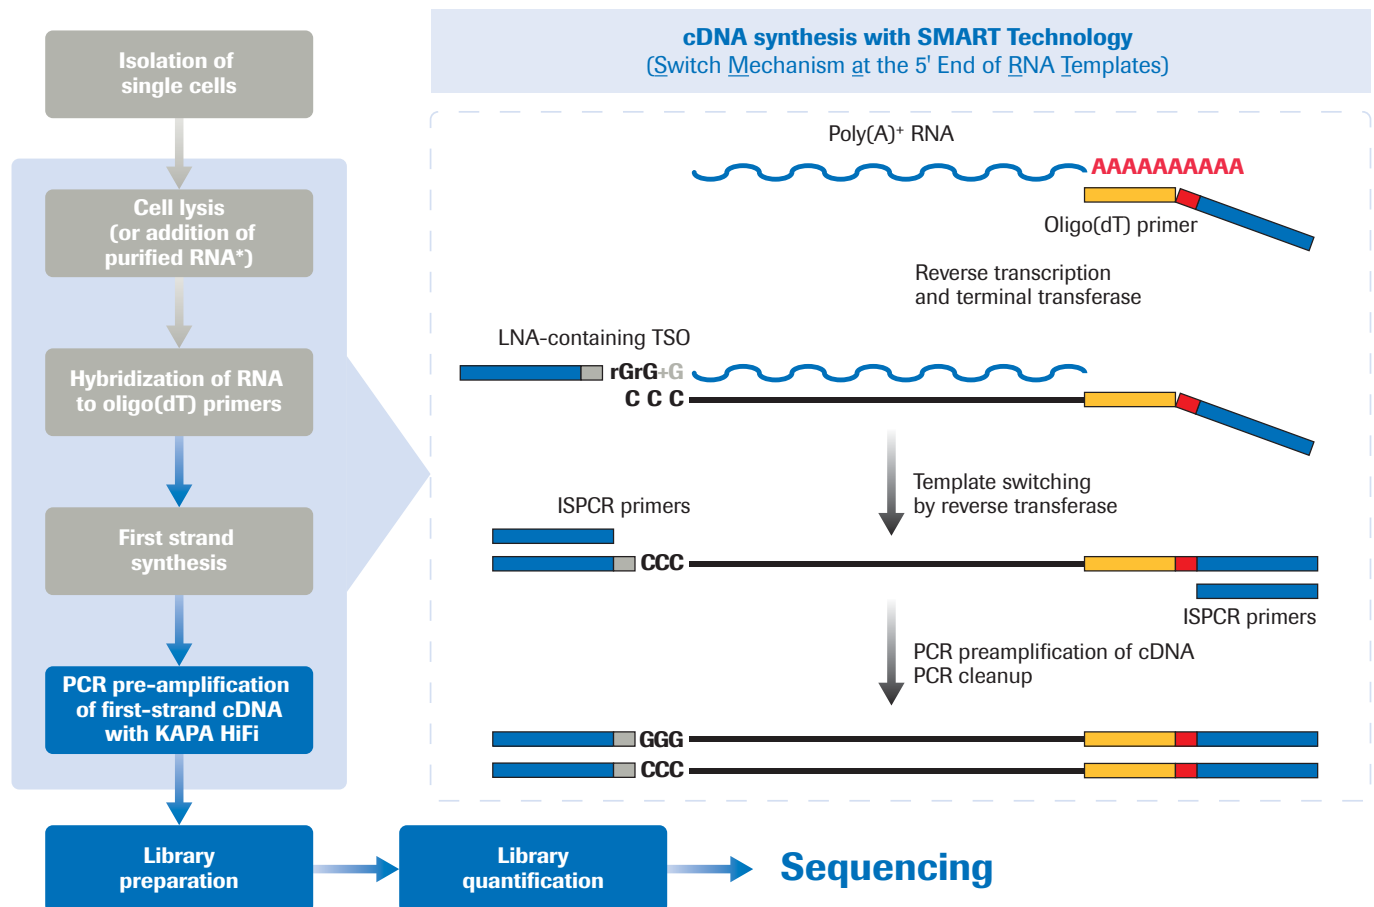 Isolation of
single cells
Cell lysis
(or addition of
purified RNA*)
Hybridization of RNA
to oligo(dT) primers
First strand
synthesis
PCR pre-amplification
of first-strand cDNA
with KAPA HiFi
Library
preparation
Library
quantification
Sequencing
cDNA synthesis with SMART Technology
(Switch Mechanism at the 5' End of RNA Templates)
Poly(A)⁺ RNA
AAAAAAAAAA
Oligo(dT) primer
Reverse transcription
and terminal transferase
LNA-containing TSO
rGrG+G
C C C
Template switching
by reverse transferase
ISPCR primers
CCC
ISPCR primers
PCR preamplification of cDNA
PCR cleanup
GGG
CCC